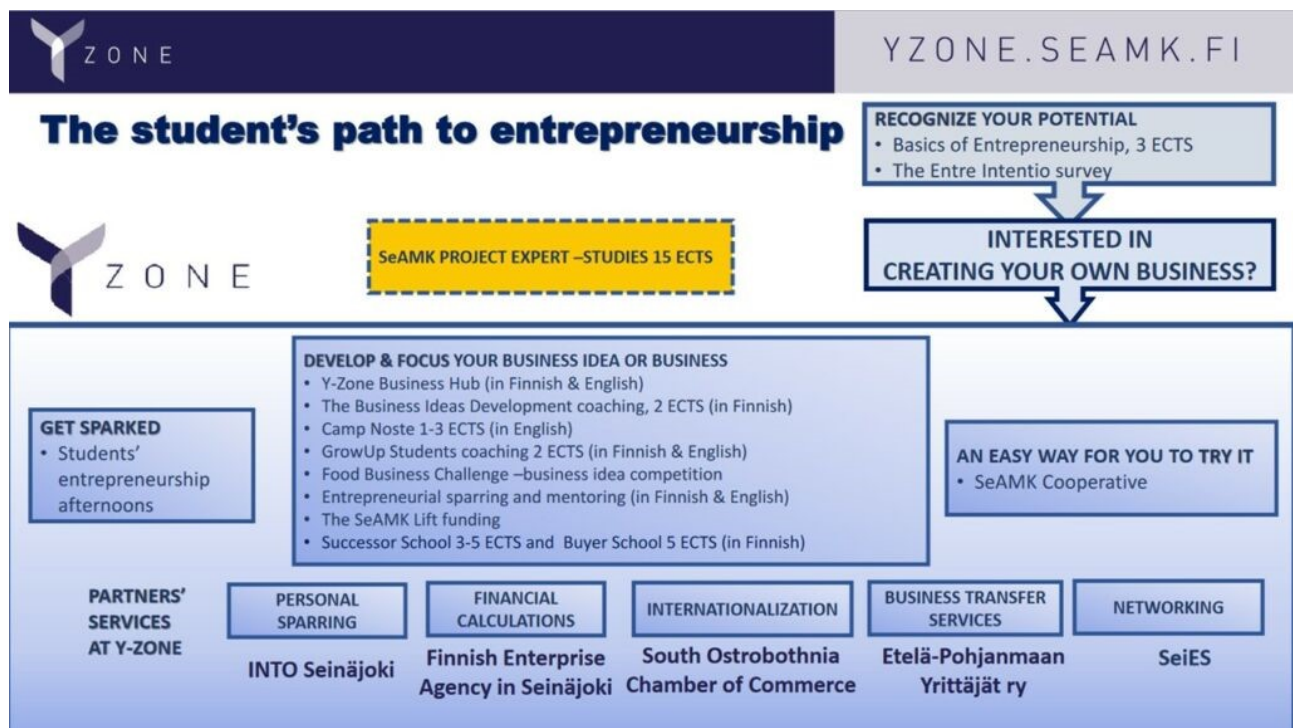 ZONE
YZONE.SEAMK.FI
The student's path to entrepreneurship
RECOGNIZE YOUR POTENTIAL
• Basics of Entrepreneurship, 3 ECTS
• The Entre Intentio survey
ZONE
SeAMK PROJECT EXPERT –STUDIES 15 ECTS
INTERESTED IN
CREATING YOUR OWN BUSINESS?
GET SPARKED
• Students'
entrepreneurship
afternoons
DEVELOP & FOCUS YOUR BUSINESS IDEA OR BUSINESS
• Y-Zone Business Hub (in Finnish & English)
• The Business Ideas Development coaching, 2 ECTS (in Finnish)
• Camp Noste 1-3 ECTS (in English)
• GrowUp Students coaching 2 ECTS (in Finnish & English)
• Food Business Challenge –business idea competition
• Entrepreneurial sparring and mentoring (in Finnish & English)
• The SeAMK Lift funding
• Successor School 3-5 ECTS and Buyer School 5 ECTS (in Finnish)
AN EASY WAY FOR YOU TO TRY IT
• SeAMK Cooperative
PARTNERS'
SERVICES
AT Y-ZONE
PERSONAL
SPARRING
INTO Seinäjoki
FINANCIAL
CALCULATIONS
Finnish Enterprise
Agency in Seinäjoki
INTERNATIONALIZATION
South Ostrobothnia
Chamber of Commerce
BUSINESS TRANSFER
SERVICES
Etelä-Pohjanmaan
Yrittäjät ry
NETWORKING
SeiES